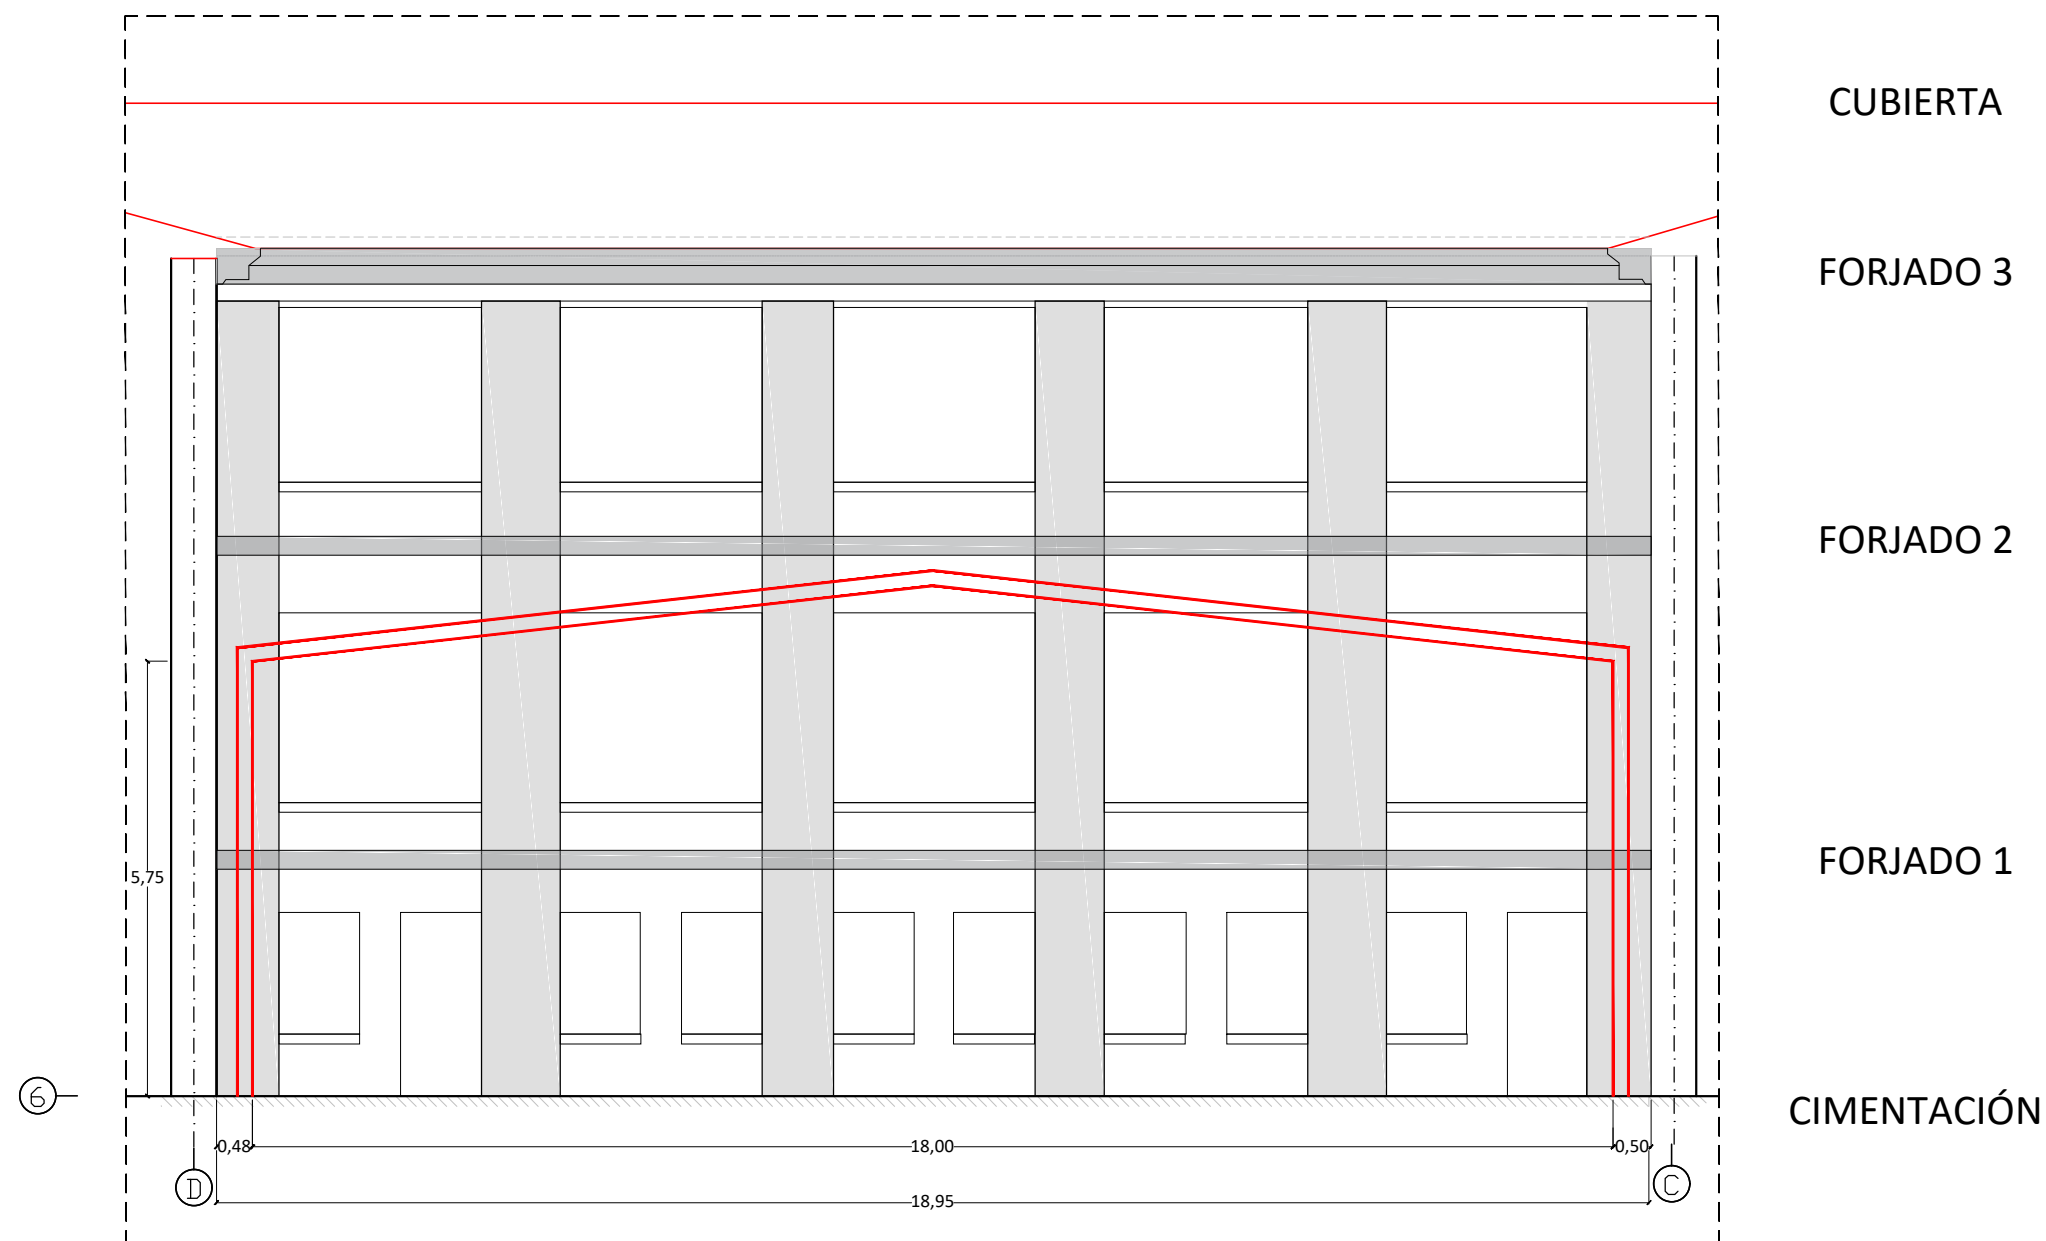 CUBIERTA
FORJADO 3
FORJADO 2
FORJADO 1
5,75
6
CIMENTACIÓN
0,48
18,00
0,50
D
C
18,95